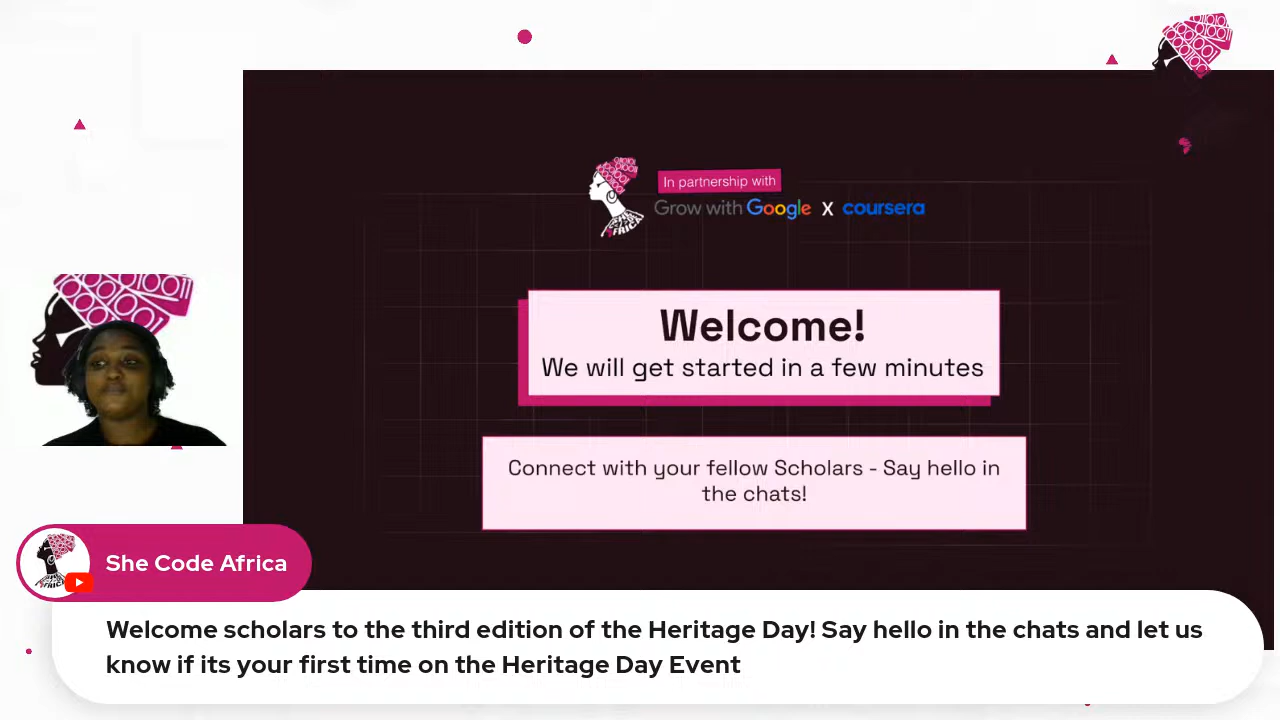 In partnership with
Grow with Google X coursera
Welcome!
We will get started in a few minutes
Connect with your fellow Scholars - Say hello in
the chats!
She Code Africa
Welcome scholars to the third edition of the Heritage Day! Say hello in the chats and let us
know if its your first time on the Heritage Day Event